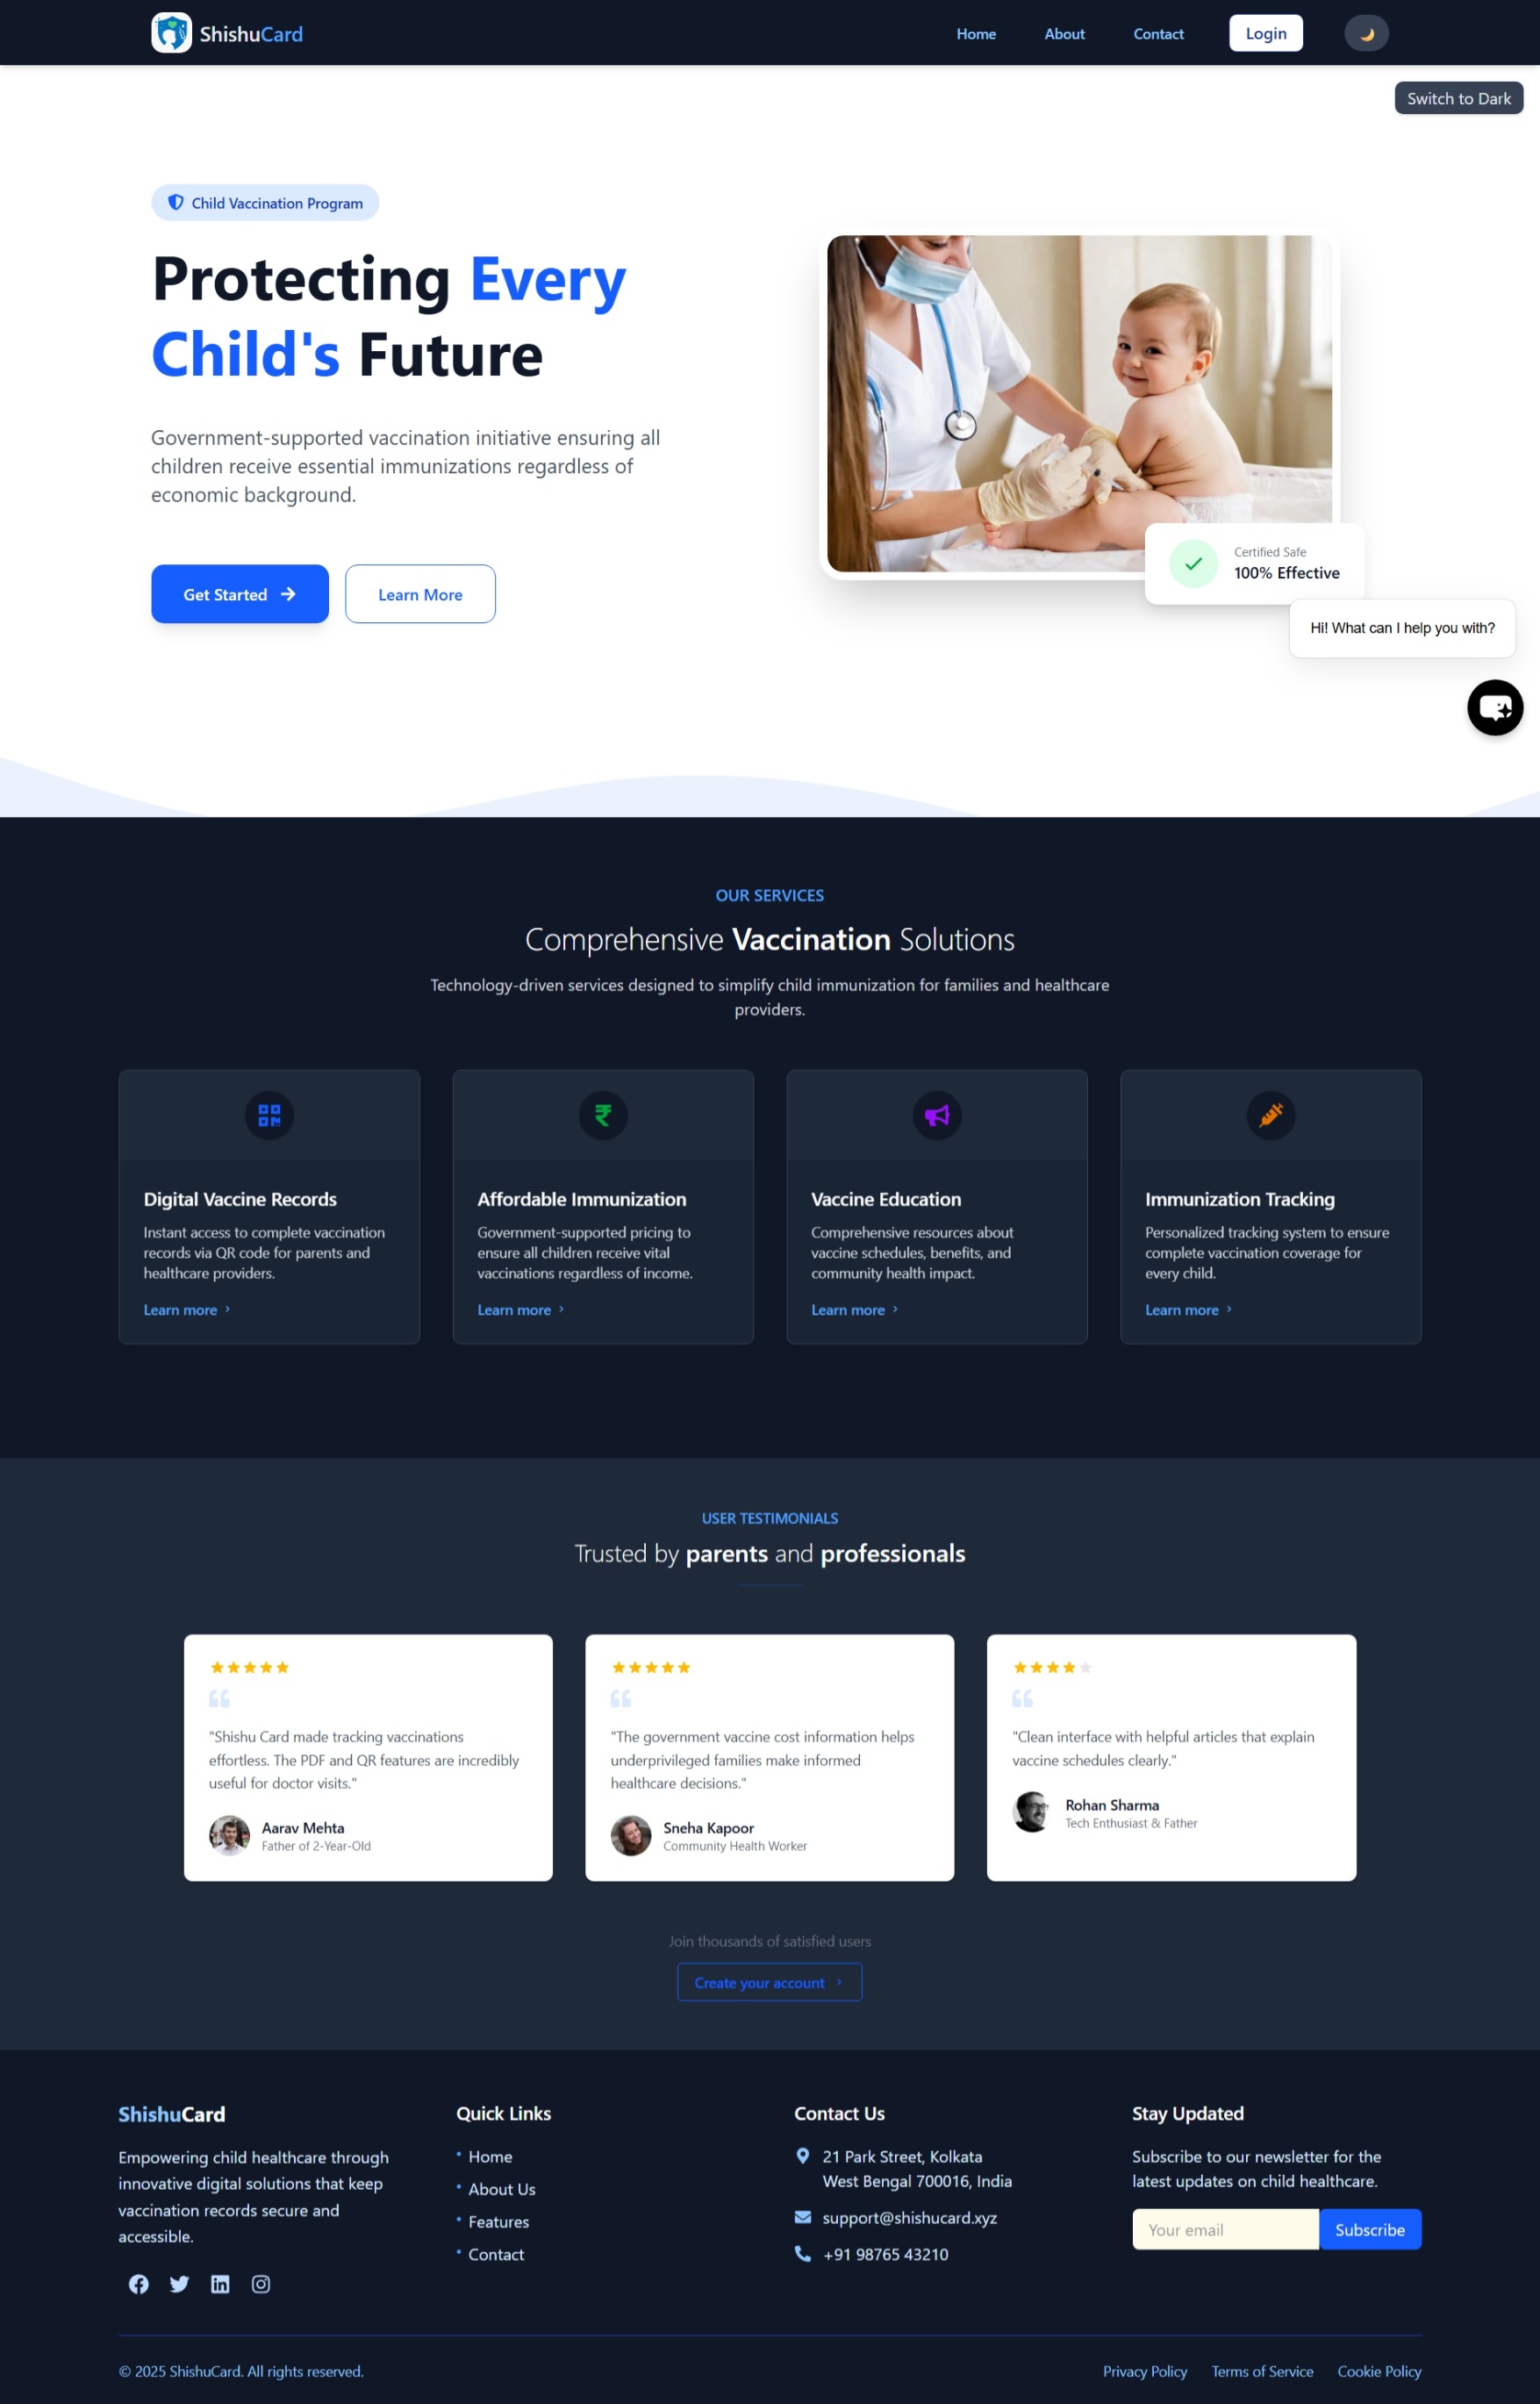 ShishuCard
Home
About
Contact
Login
Switch to Dark
Child Vaccination Program
Protecting Every
Child's Future
Government-supported vaccination initiative ensuring all
children receive essential immunizations regardless of
economic background.
Get Started
Learn More
Certified Safe
100% Effective
Hi! What can I help you with?
OUR SERVICES
Comprehensive Vaccination Solutions
Technology-driven services designed to simplify child immunization for families and healthcare
providers.
Digital Vaccine Records
Instant access to complete vaccination
records via QR code for parents and
healthcare providers.
Learn more
Affordable Immunization
Government-supported pricing to
ensure all children receive vital
vaccinations regardless of income.
Learn more
Vaccine Education
Comprehensive resources about
vaccine schedules, benefits, and
community health impact.
Learn more
Immunization Tracking
Personalized tracking system to ensure
complete vaccination coverage for
every child.
Learn more
USER TESTIMONIALS
Trusted by parents and professionals
"Shishu Card made tracking vaccinations
effortless. The PDF and QR features are incredibly
useful for doctor visits."
Aarav Mehta
Father of 2-Year-Old
"The government vaccine cost information helps
underprivileged families make informed
healthcare decisions."
Sneha Kapoor
Community Health Worker
"Clean interface with helpful articles that explain
vaccine schedules clearly."
Rohan Sharma
Tech Enthusiast & Father
Join thousands of satisfied users
Create your account
ShishuCard
Empowering child healthcare through
innovative digital solutions that keep
vaccination records secure and
accessible.
Quick Links
Home
About Us
Features
Contact
Contact Us
21 Park Street, Kolkata
West Bengal 700016, India
support@shishucard.xyz
+91 98765 43210
Stay Updated
Subscribe to our newsletter for the
latest updates on child healthcare.
Your email
Subscribe
© 2025 ShishuCard. All rights reserved.
Privacy Policy
Terms of Service
Cookie Policy